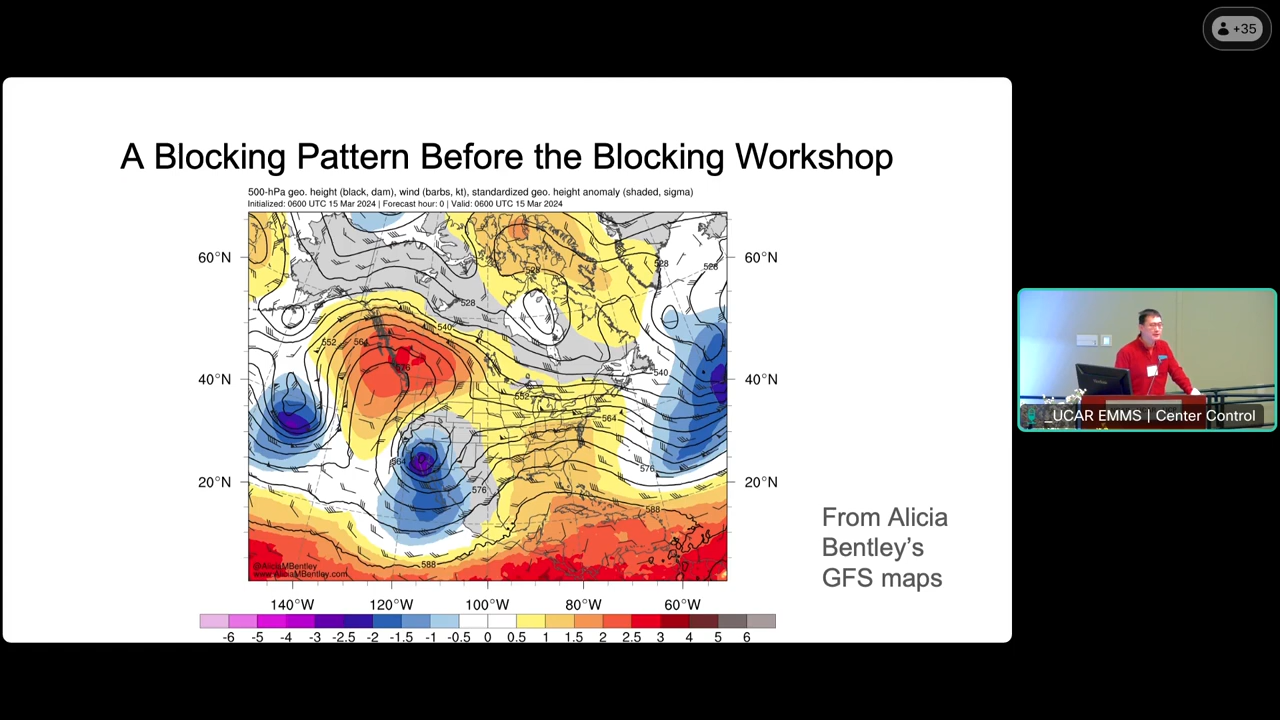 +35
A Blocking Pattern Before the Blocking Workshop
500-hPa geo. height (black, dam), wind (barbs, kt), standardized geo. height anomaly (shaded, sigma)
Initialized: 0600 UTC 15 Mar 2024 | Forecast hour: 0 | Valid: 0600 UTC 15 Mar 2024
60°N
60°N
528
528
528
528
540
552
564
576
540
40°N
40°N
552
564
564
576
576
20°N
20°N
588
588
@AliciaMBentley
www.AliciaMBentley.com
140°W 120°W 100°W 80°W 60°W
-6 -5 -4 -3 -2.5 -2 -1.5 -1 -0.5 0 0.5 1 1.5 2 2.5 3 4 5 6
From Alicia
Bentley’s
GFS maps
_UCAR EMMS | Center Control